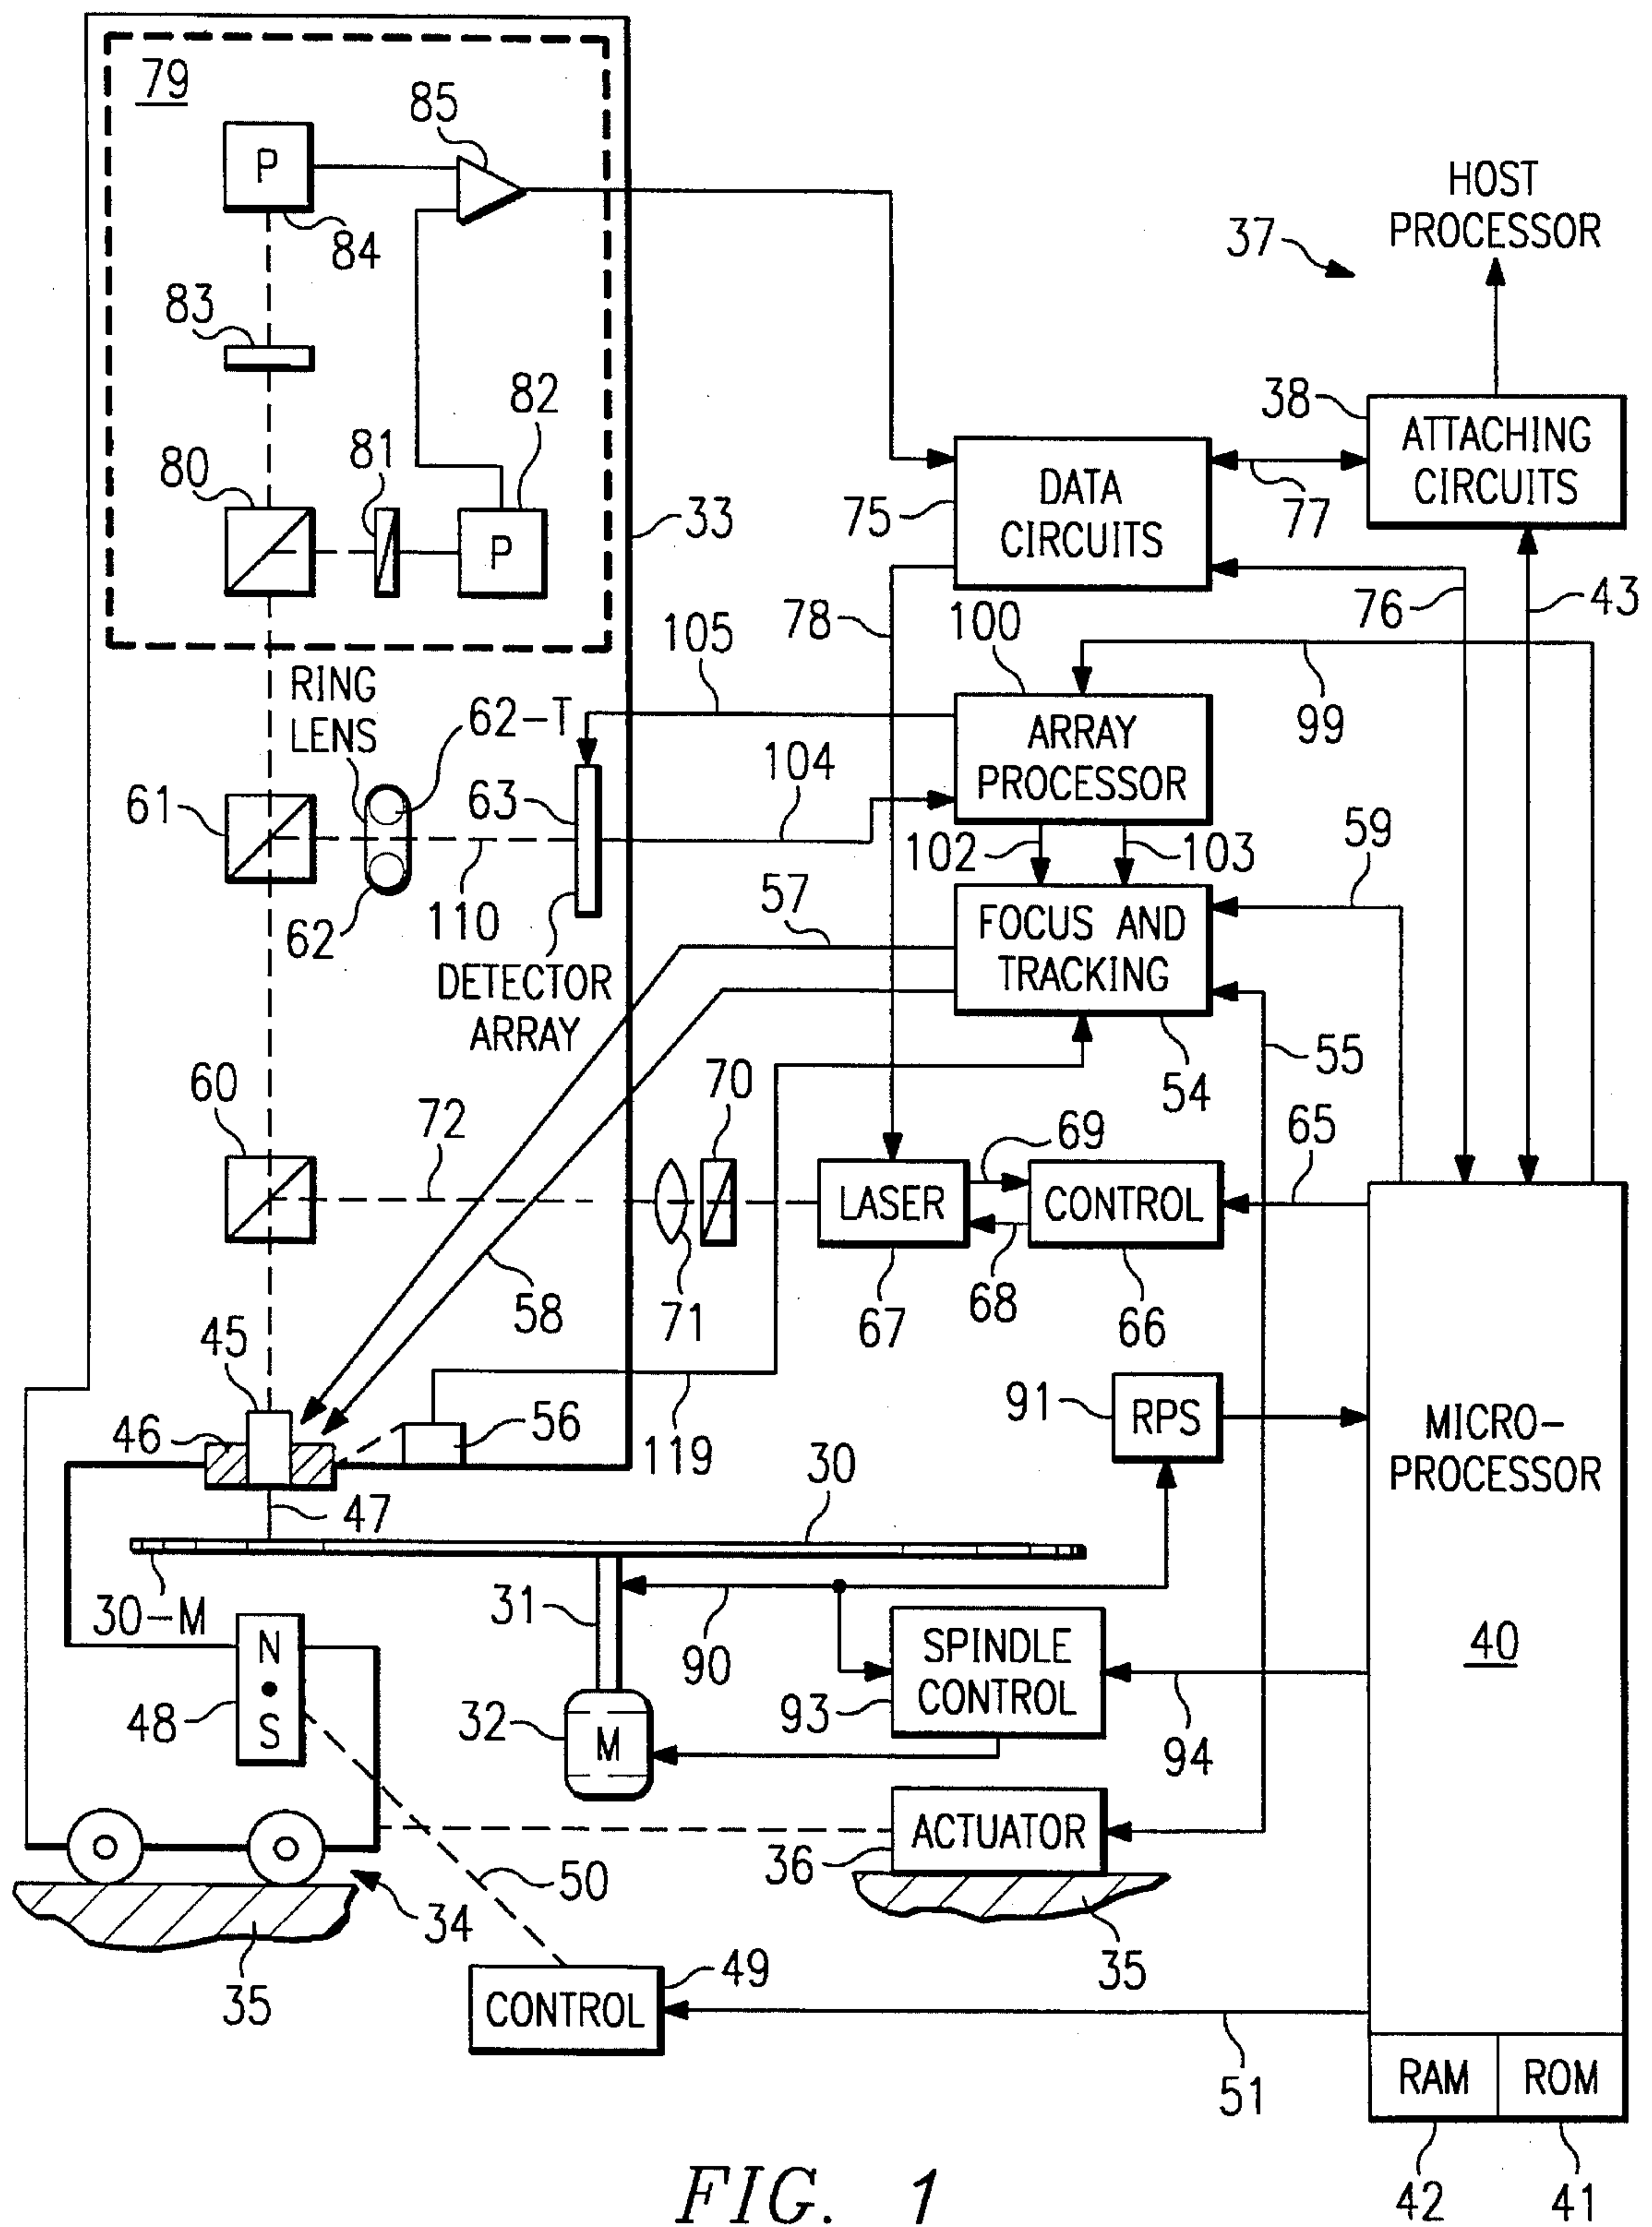 79
85
P
84
HOST
PROCESSOR
37
83
38
ATTACHING
CIRCUITS
82
81
80
P
33
DATA
CIRCUITS
75
77
76
43
78
100
105
99
RING
LENS
62-T
ARRAY
PROCESSOR
63
104
61
102
103
59
57
62
110
FOCUS AND
TRACKING
DETECTOR
ARRAY
54
55
60
70
72
69
65
LASER
CONTROL
58
71
67
68
66
45
91
RPS
46
56
119
30
MICRO-
PROCESSOR
47
30-M
31
90
N
S
48
SPINDLE
CONTROL
93
40
32
M
94
ACTUATOR
36
50
34
35
35
49
CONTROL
51
RAM
ROM
42
41
FIG. 1